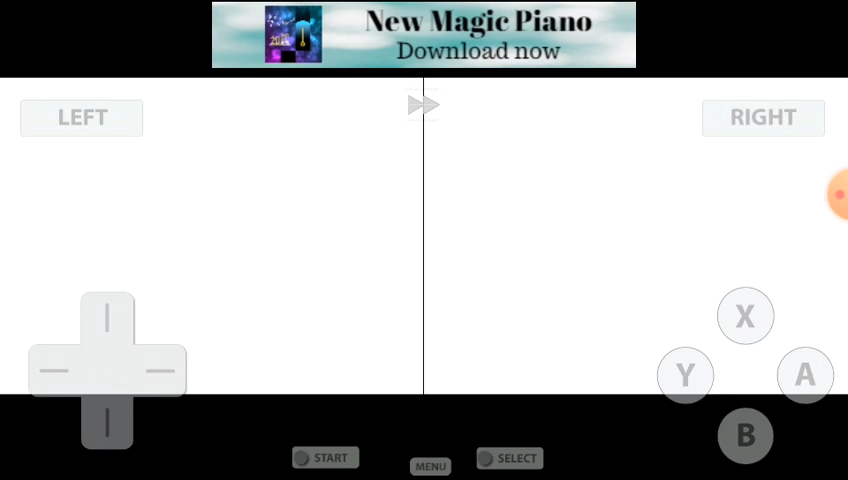 New Magic Piano
Download now
LEFT
RIGHT
X
Y
A
B
START
SELECT
MENU